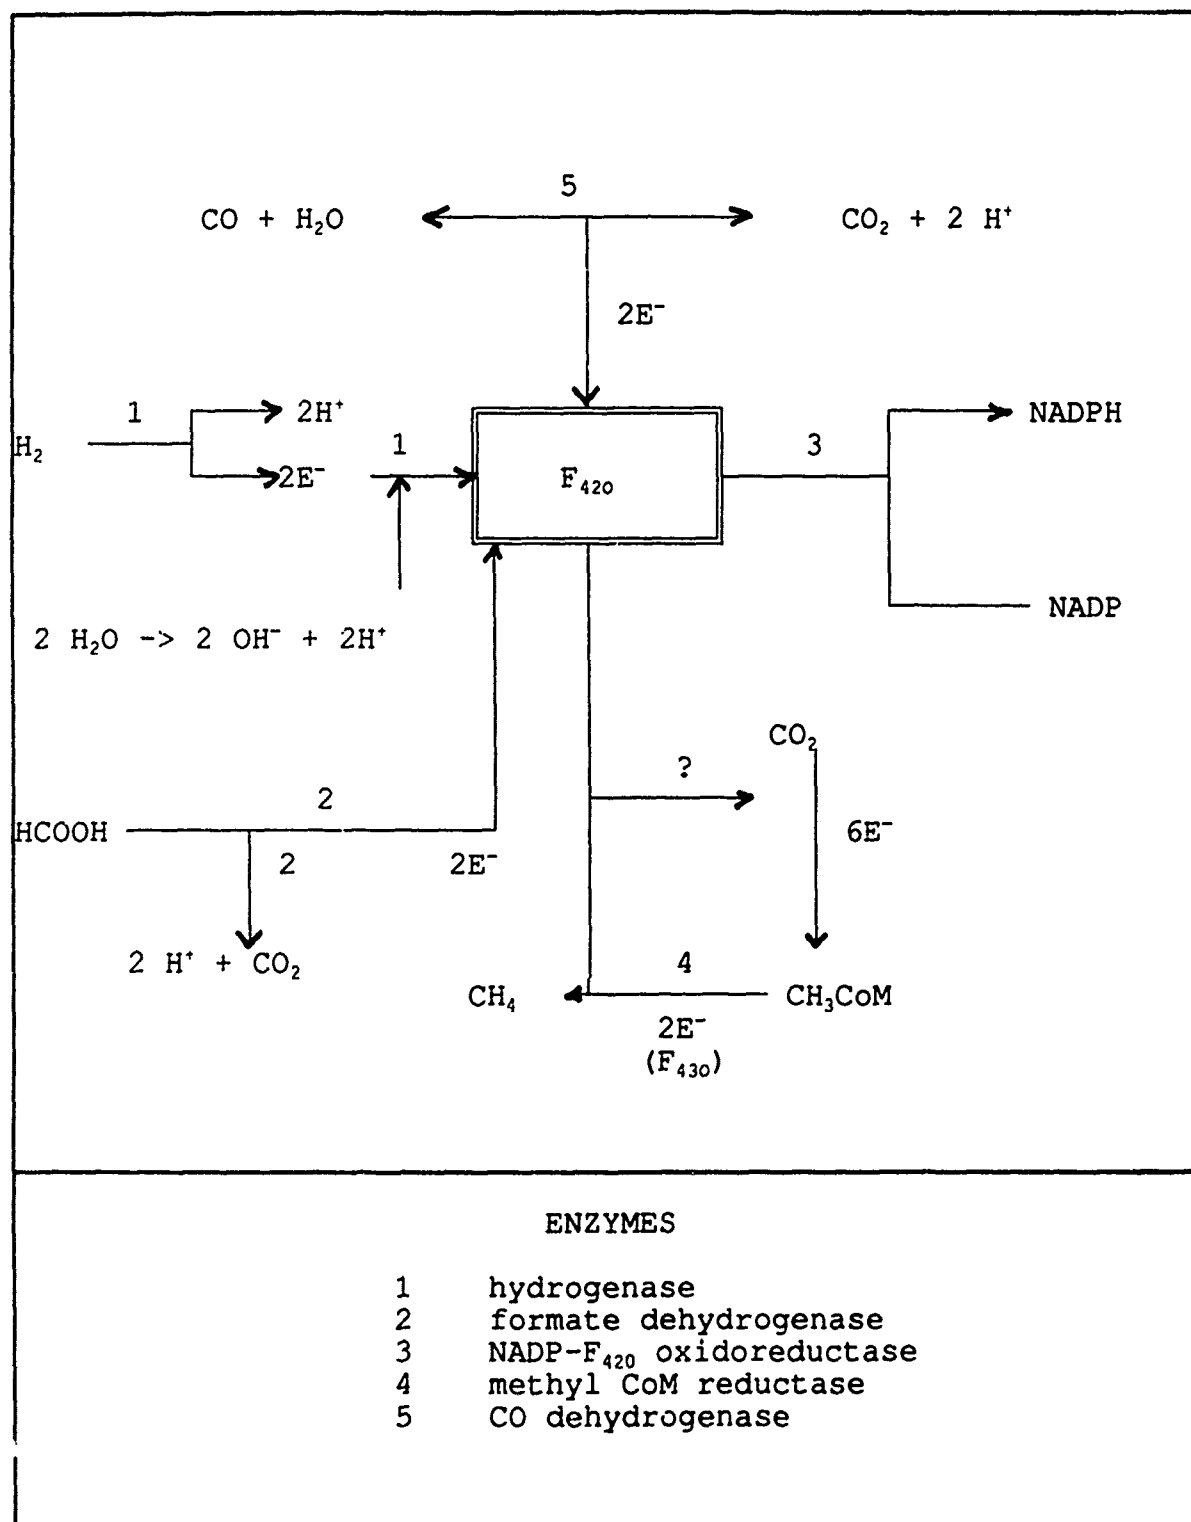 5
CO + H₂O
CO₂ + 2 H⁺
2E⁻
1
2H⁺
H₂
2E⁻
1
F₄₂₀
3
NADPH
NADP
2 H₂O -> 2 OH⁻ + 2H⁺
CO₂
?
6E⁻
HCOOH
2
2
2E⁻
2 H⁺ + CO₂
CH₄
4
CH₃CoM
2E⁻
(F₄₃₀)
ENZYMES
1 hydrogenase
2 formate dehydrogenase
3 NADP-F₄₂₀ oxidoreductase
4 methyl CoM reductase
5 CO dehydrogenase